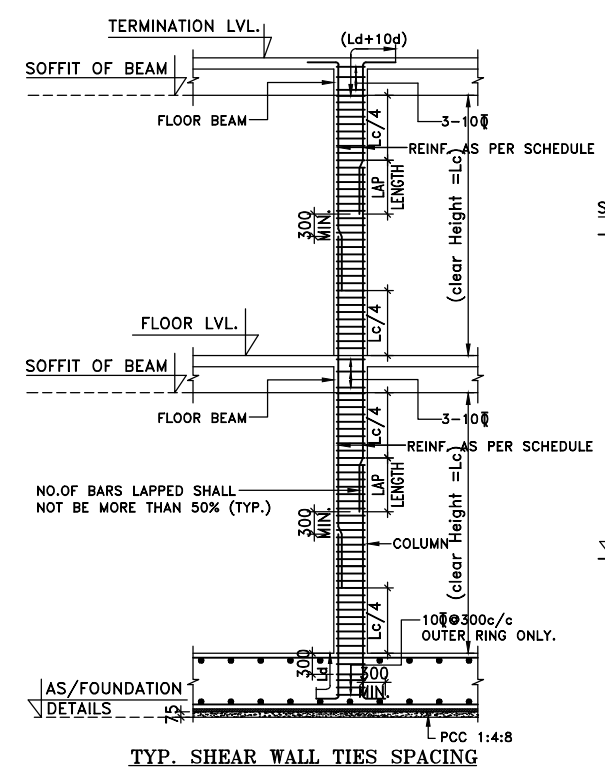 TERMINATION LVL.
(Ld+10d)
SOFFIT OF BEAM
FLOOR BEAM
3-10Φ
Lc/4
REINF. AS PER SCHEDULE
LAP
LENGTH
300
MIN.
(clear Height =Lc)
Lc/4
FLOOR LVL.
SOFFIT OF BEAM
FLOOR BEAM
3-10Φ
Lc/4
REINF. AS PER SCHEDULE
LAP
LENGTH
NO.OF BARS LAPPED SHALL
NOT BE MORE THAN 50% (TYP.)
300
MIN.
COLUMN
(clear Height =Lc)
Lc/4
10Φ@300c/c
OUTER RING ONLY.
300
Ld
300
MIN.
AS/FOUNDATION
DETAILS
75
PCC 1:4:8
TYP. SHEAR WALL TIES SPACING
S